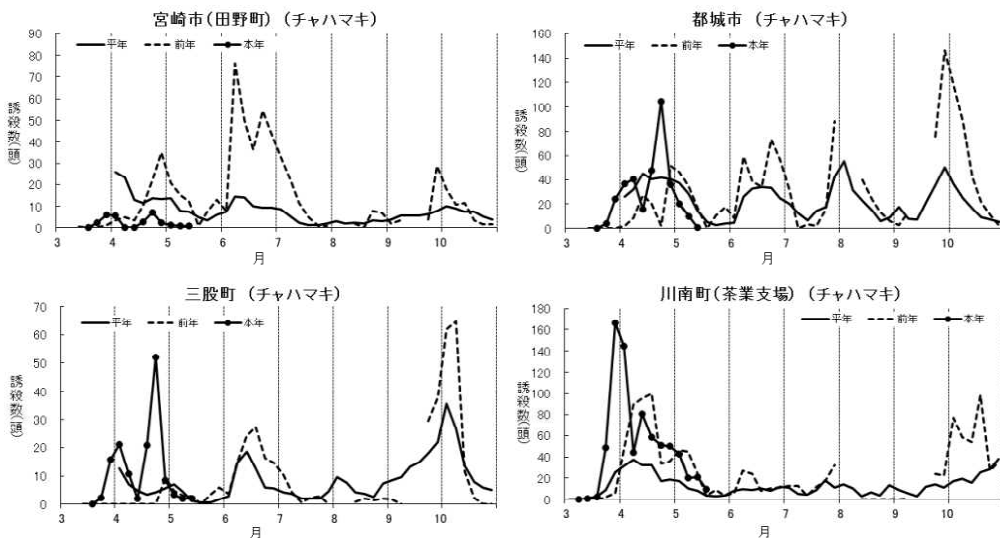 宮崎市(田野町) (チャハマキ)
平年 前年 本年
誘殺数(頭)
90
80
70
60
50
40
30
20
10
0
3 4 5 6 7 8 9 10
月
都城市 (チャハマキ)
平年 前年 本年
誘殺数(頭)
160
140
120
100
80
60
40
20
0
3 4 5 6 7 8 9 10
月
三股町 (チャハマキ)
平年 前年 本年
誘殺数(頭)
70
60
50
40
30
20
10
0
3 4 5 6 7 8 9 10
月
川南町(茶業支場) (チャハマキ)
平年 前年 本年
誘殺数(頭)
180
160
140
120
100
80
60
40
20
0
3 4 5 6 7 8 9 10
月